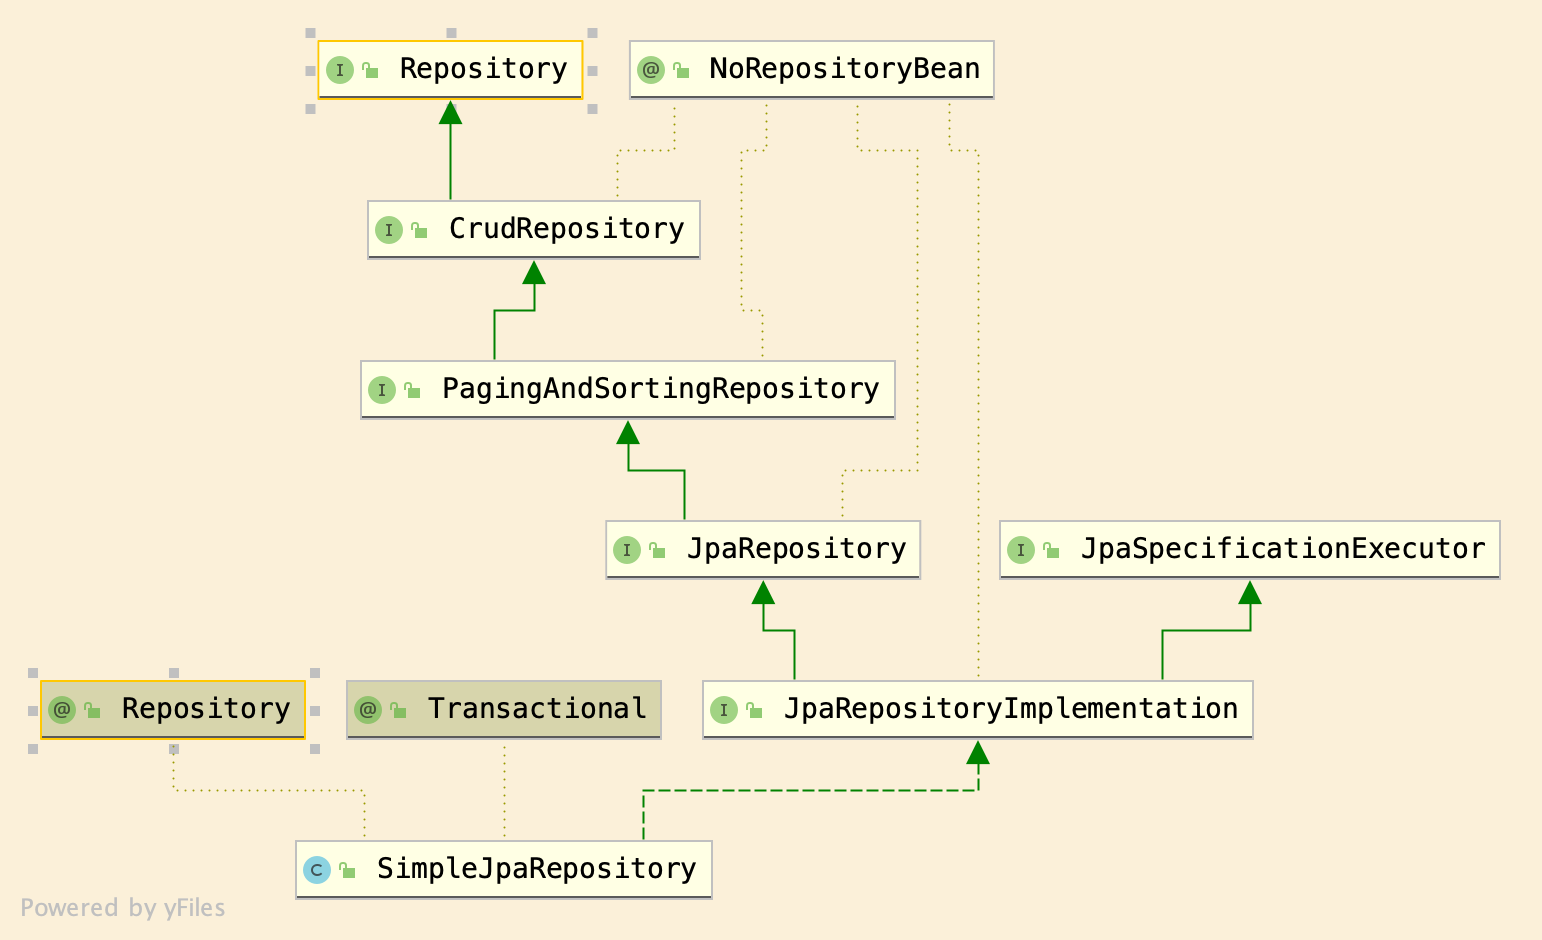 I Repository
@ NoRepositoryBean
I CrudRepository
I PagingAndSortingRepository
I JpaRepository
I JpaSpecificationExecutor
@ Repository
@ Transactional
I JpaRepositoryImplementation
C SimpleJpaRepository
Powered by yFiles